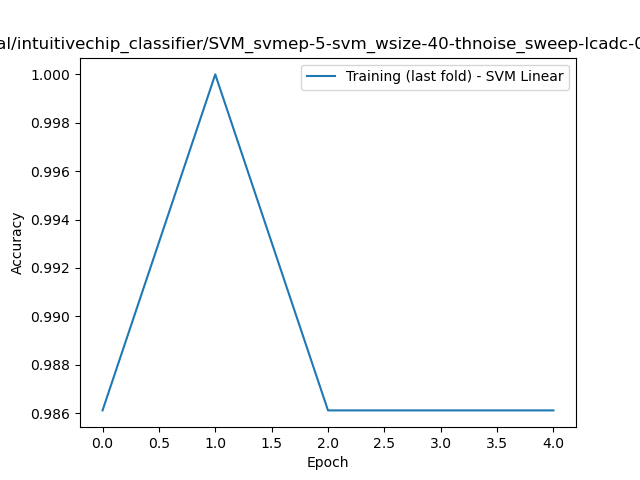 al/intuitivechip_classifier/SVM_svmep-5-svm_wsize-40-thnoise_sweep-lcadc-0
Training (last fold) - SVM Linear
1.000
0.998
0.996
0.994
0.992
0.990
0.988
0.986
Accuracy
0.0 0.5 1.0 1.5 2.0 2.5 3.0 3.5 4.0
Epoch